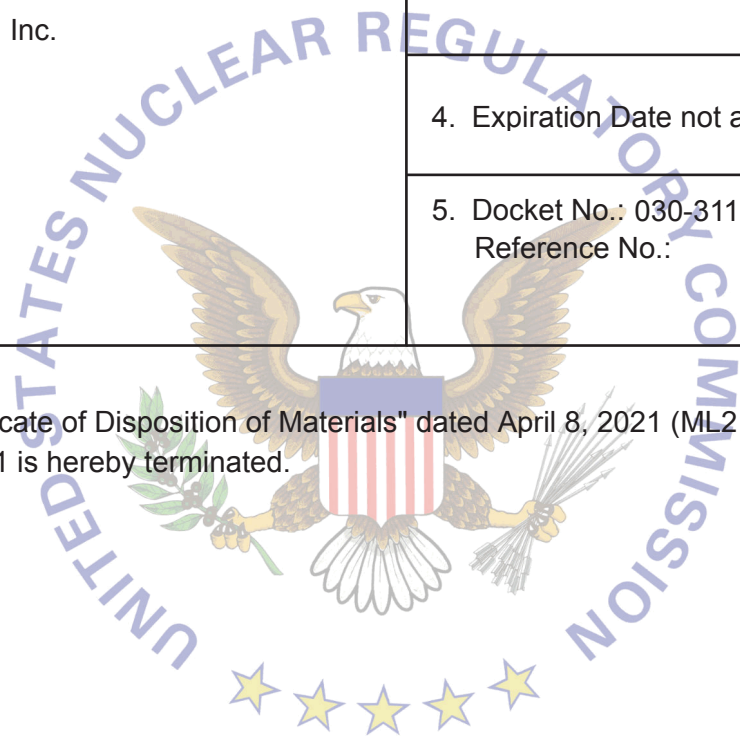 Inc.
4. Expiration Date not a
5. Docket No.: 030-311
Reference No.:
cate of Disposition of Materials" dated April 8, 2021 (ML2
1 is hereby terminated.
UNITED STATES NUCLEAR REGULATORY COMMISSION